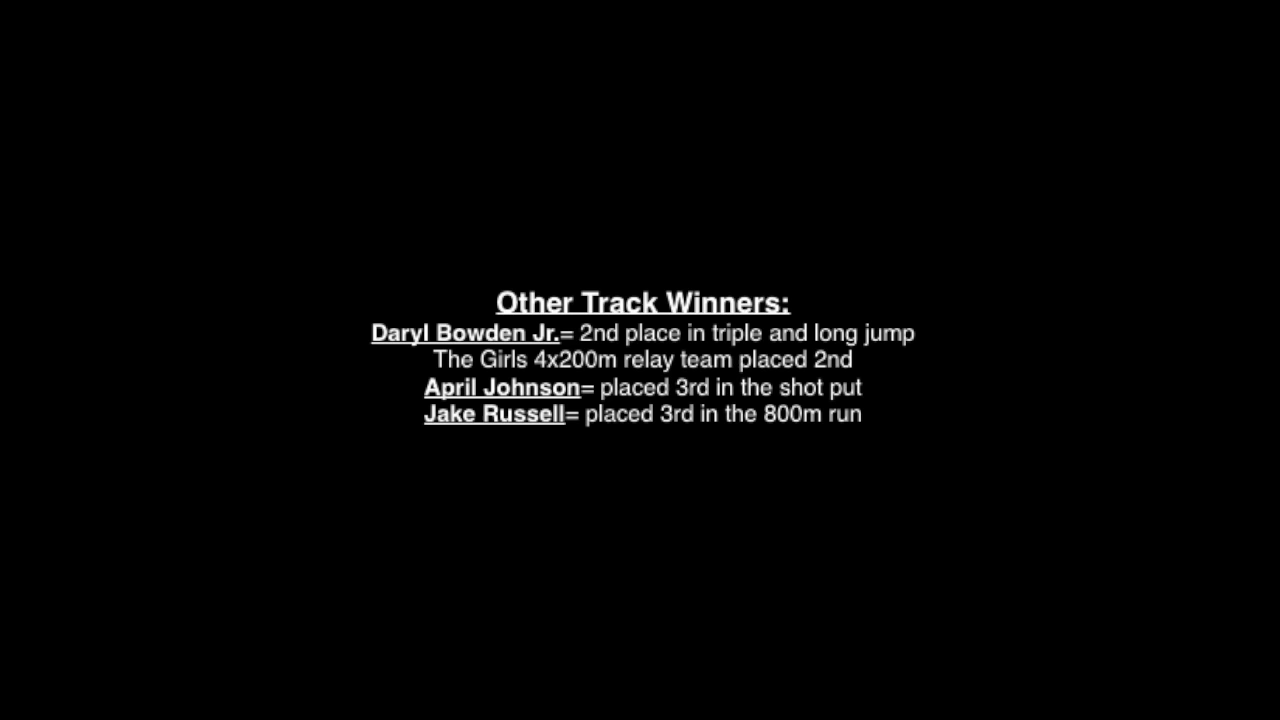 Other Track Winners:
Daryl Bowden Jr.= 2nd place in triple and long jump
The Girls 4x200m relay team placed 2nd
April Johnson= placed 3rd in the shot put
Jake Russell= placed 3rd in the 800m run